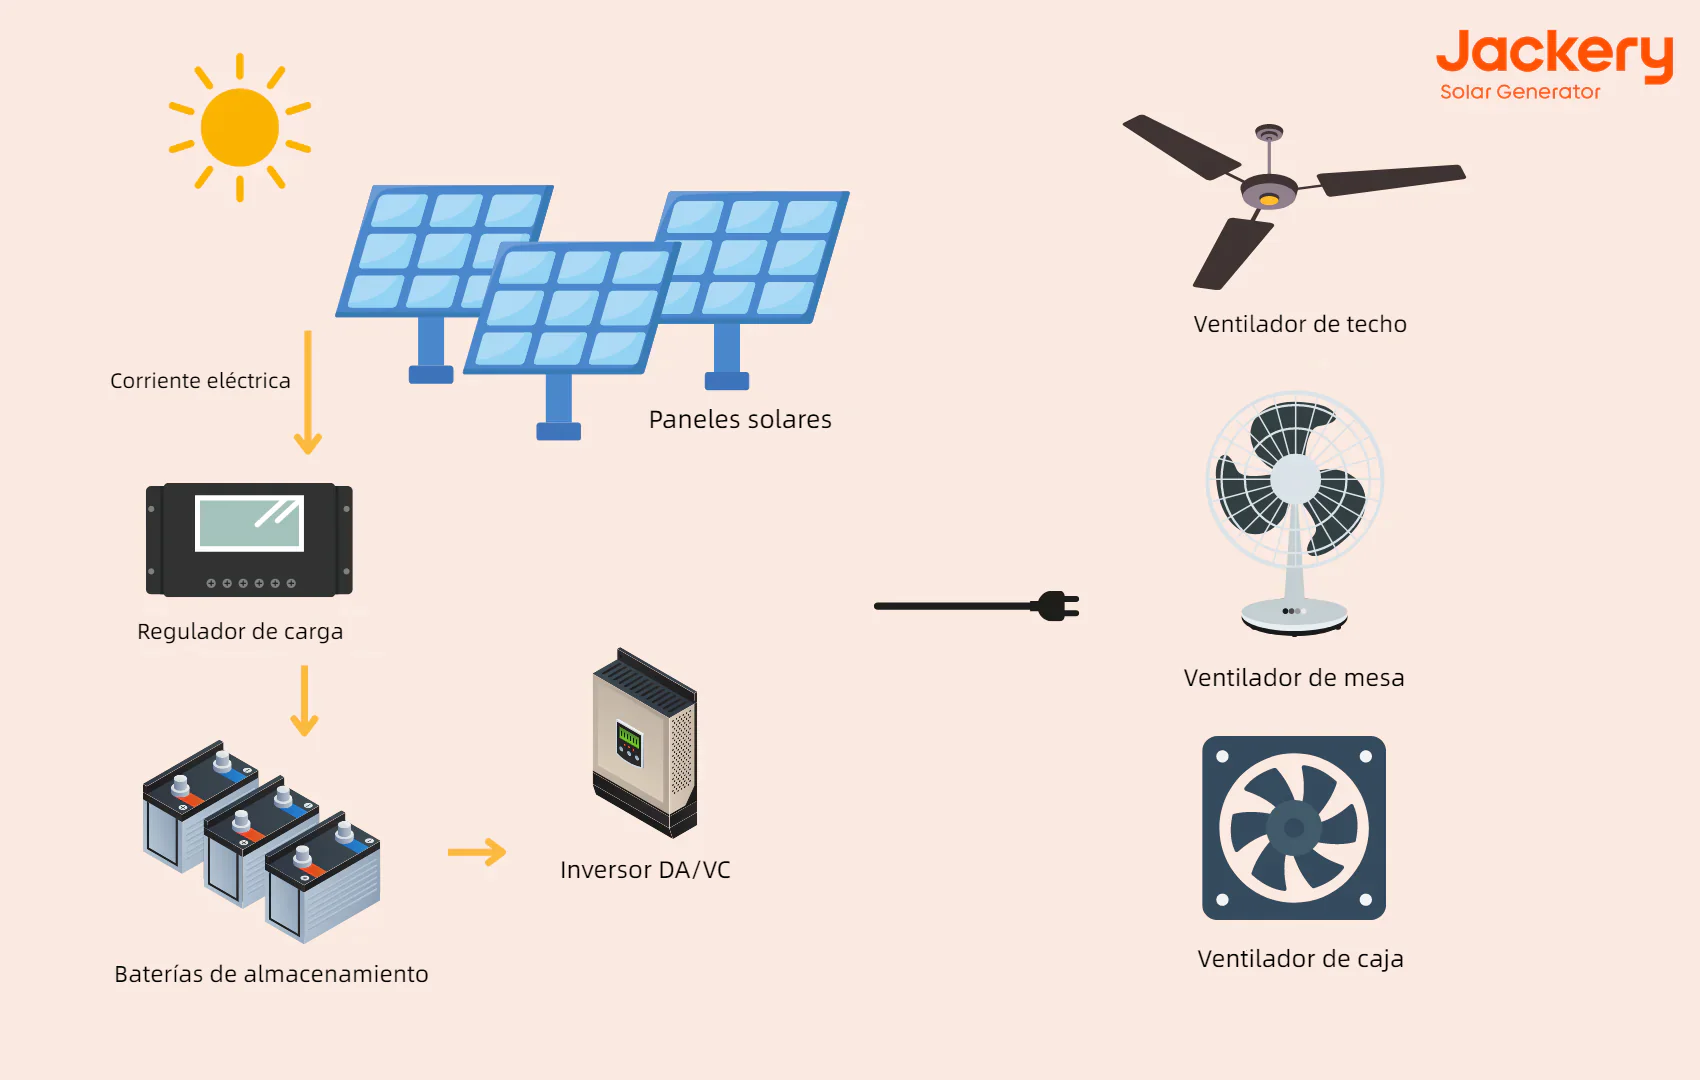 Jackery
Solar Generator
Ventilador de techo
Corriente eléctrica
Paneles solares
Regulador de carga
Ventilador de mesa
Inversor DA/VC
Ventilador de caja
Baterías de almacenamiento